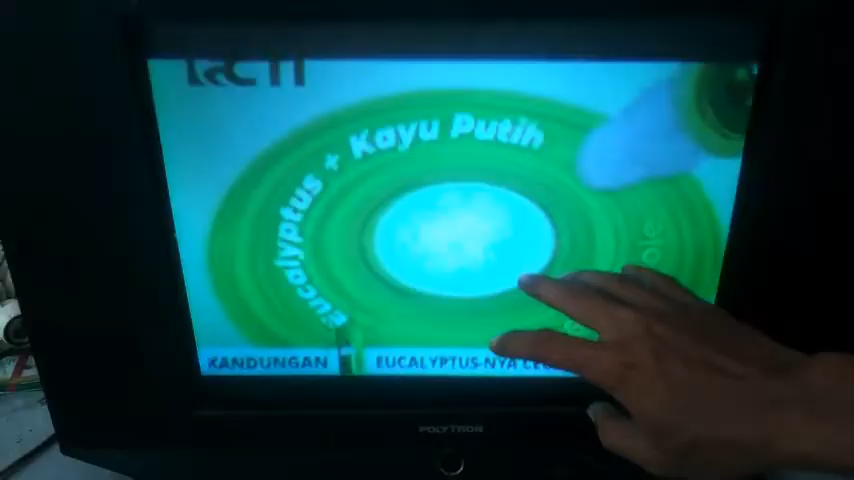 RCTI
Eucalyptus + Kayu Putih
KANDUNGAN
EUCALYPTUS-NYA
POLYTRON